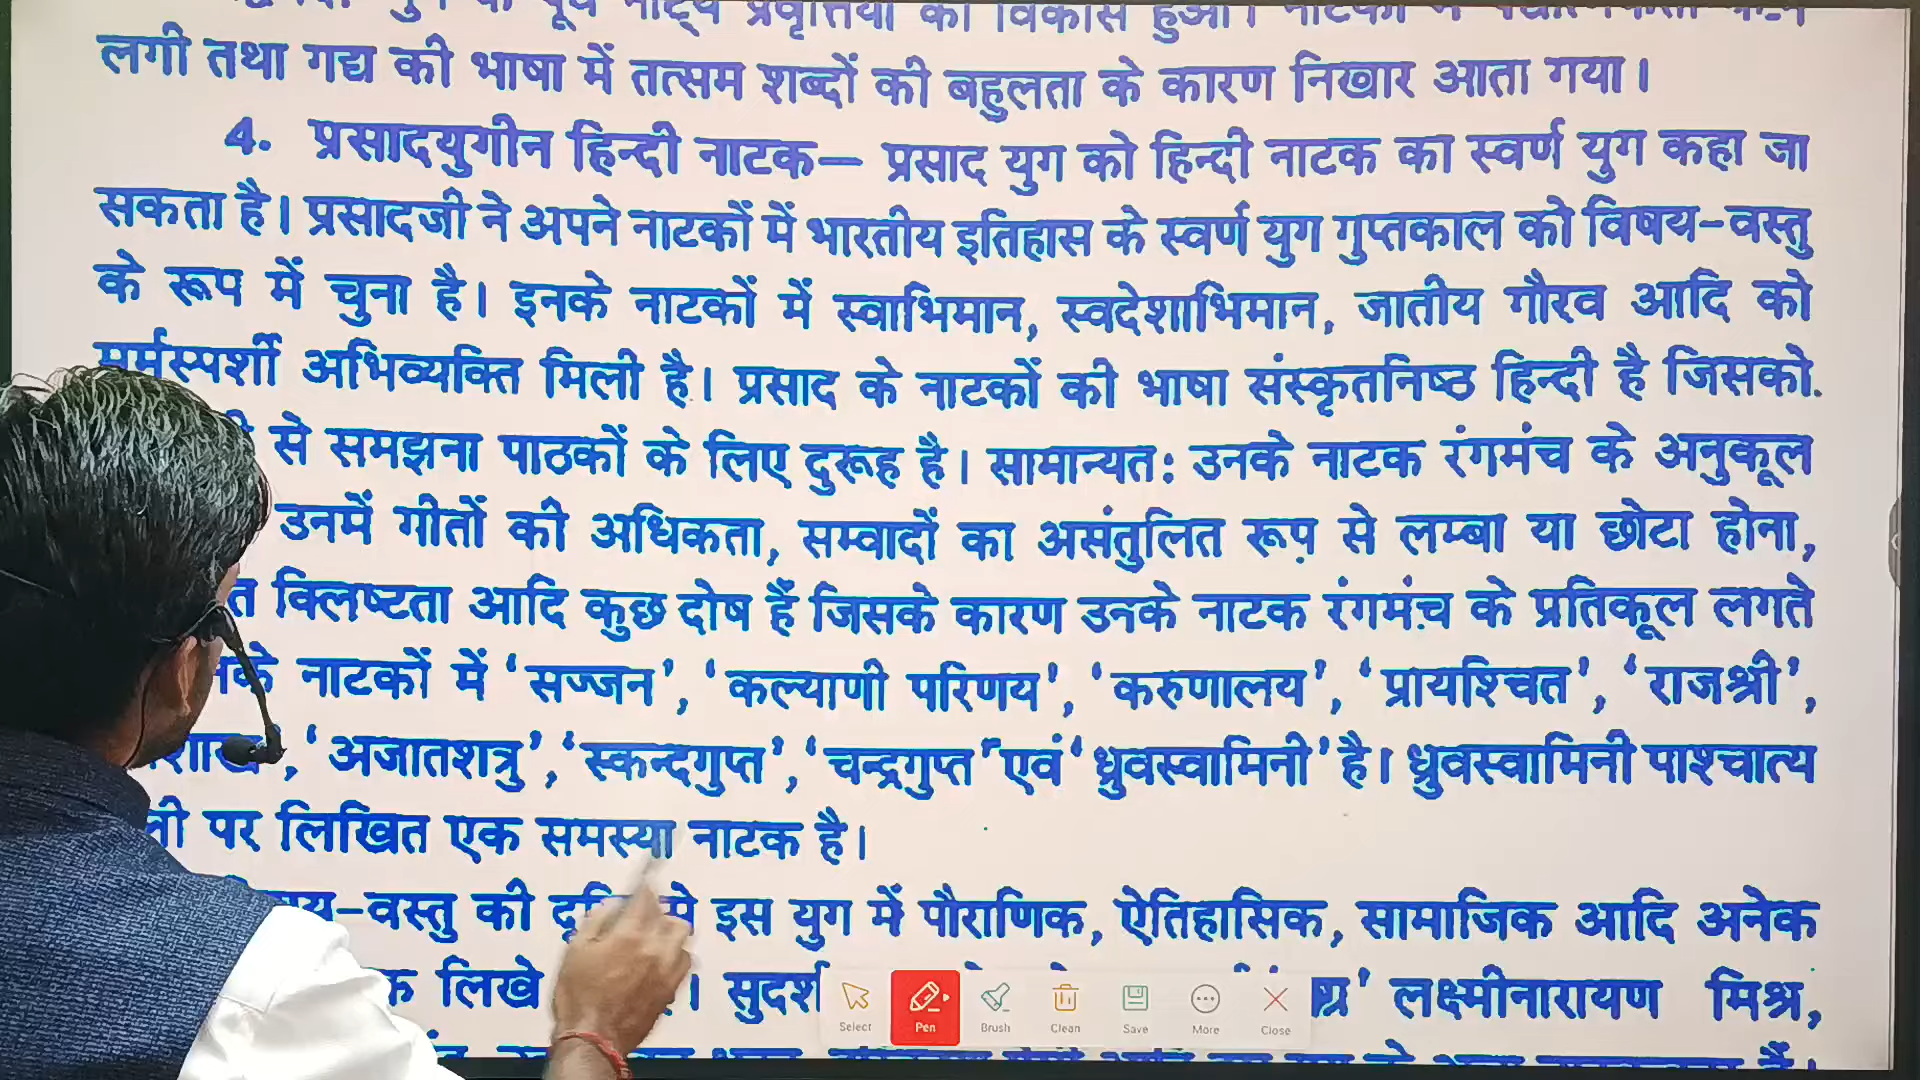 प्रवृत्तियों का विकास हुआ।
लगी तथा गद्य की भाषा में तत्सम शब्दों की बहुलता के कारण निखार आता गया।
4. प्रसादयुगीन हिन्दी नाटक— प्रसाद युग को हिन्दी नाटक का स्वर्ण युग कहा जा
सकता है। प्रसादजी ने अपने नाटकों में भारतीय इतिहास के स्वर्ण युग गुप्तकाल को विषय-वस्तु
के रूप में चुना है। इनके नाटकों में स्वाभिमान, स्वदेशाभिमान, जातीय गौरव आदि को
मर्मस्पर्शी अभिव्यक्ति मिली है। प्रसाद के नाटकों की भाषा संस्कृतनिष्ठ हिन्दी है जिसको
से समझना पाठकों के लिए दुरूह है। सामान्यतः उनके नाटक रंगमंच के अनुकूल
उनमें गीतों की अधिकता, सम्वादों का असंतुलित रूप से लम्बा या छोटा होना,
क्लिष्टता आदि कुछ दोष हैं जिसके कारण उनके नाटक रंगमंच के प्रतिकूल लगते
नाटकों में 'सज्जन', 'कल्याणी परिणय', 'करुणालय', 'प्रायश्चित', 'राजश्री',
'अजातशत्रु', 'स्कन्दगुप्त', 'चन्द्रगुप्त' एवं 'ध्रुवस्वामिनी' है। ध्रुवस्वामिनी पाश्चात्य
पर लिखित एक समस्या नाटक है।
वस्तु की इस युग में पौराणिक, ऐतिहासिक, सामाजिक आदि अनेक
लिखे लक्ष्मीनारायण मिश्र,
Select Pen Brush Clean Save More Close